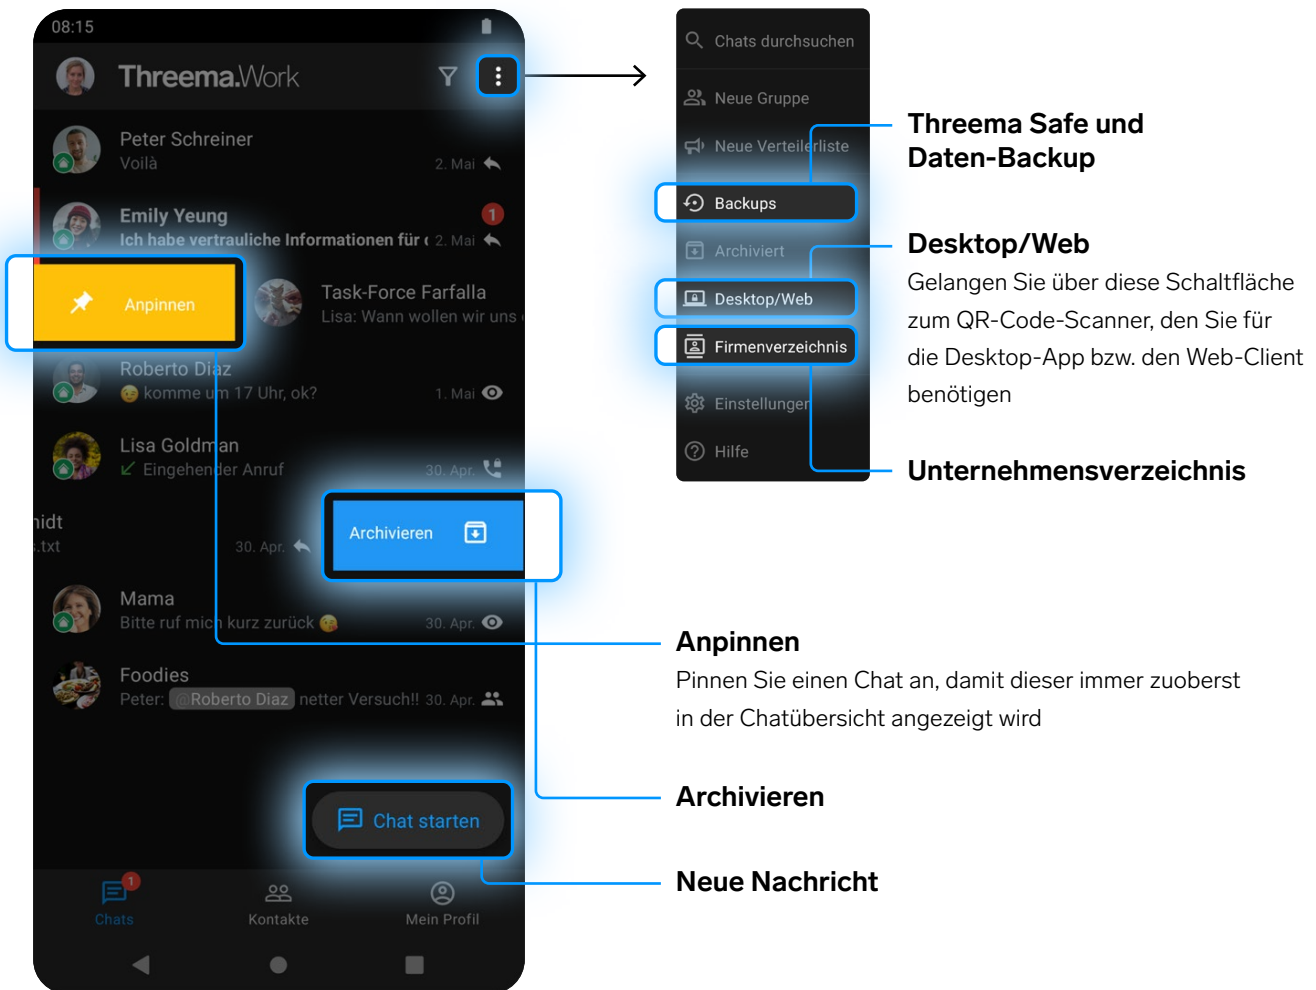 08:15
Threema.Work
Peter Schreiner
Voilà
2. Mai
Emily Yeung
1
Ich habe vertrauliche Informationen für
2. Mai
Anpinnen
Task-Force Farfalla
Lisa: Wann wollen wir uns
Roberto Diaz
komme um 17 Uhr, ok?
1. Mai
Lisa Goldman
Eingehender Anruf
30. Apr.
nidt
.txt
30. Apr.
Archivieren
Mama
Bitte ruf mich kurz zurück
30. Apr.
Foodies
Peter: @Roberto Diaz netter Versuch!! 30. Apr.
Chat starten
1
Chats
Kontakte
Mein Profil
Chats durchsuchen
Neue Gruppe
Neue Verteilerliste
Backups
Archiviert
Desktop/Web
Firmenverzeichnis
Einstellungen
Hilfe
Threema Safe und
Daten-Backup
Desktop/Web
Gelangen Sie über diese Schaltfläche
zum QR-Code-Scanner, den Sie für
die Desktop-App bzw. den Web-Client
benötigen
Unternehmensverzeichnis
Anpinnen
Pinnen Sie einen Chat an, damit dieser immer zuoberst
in der Chatübersicht angezeigt wird
Archivieren
Neue Nachricht